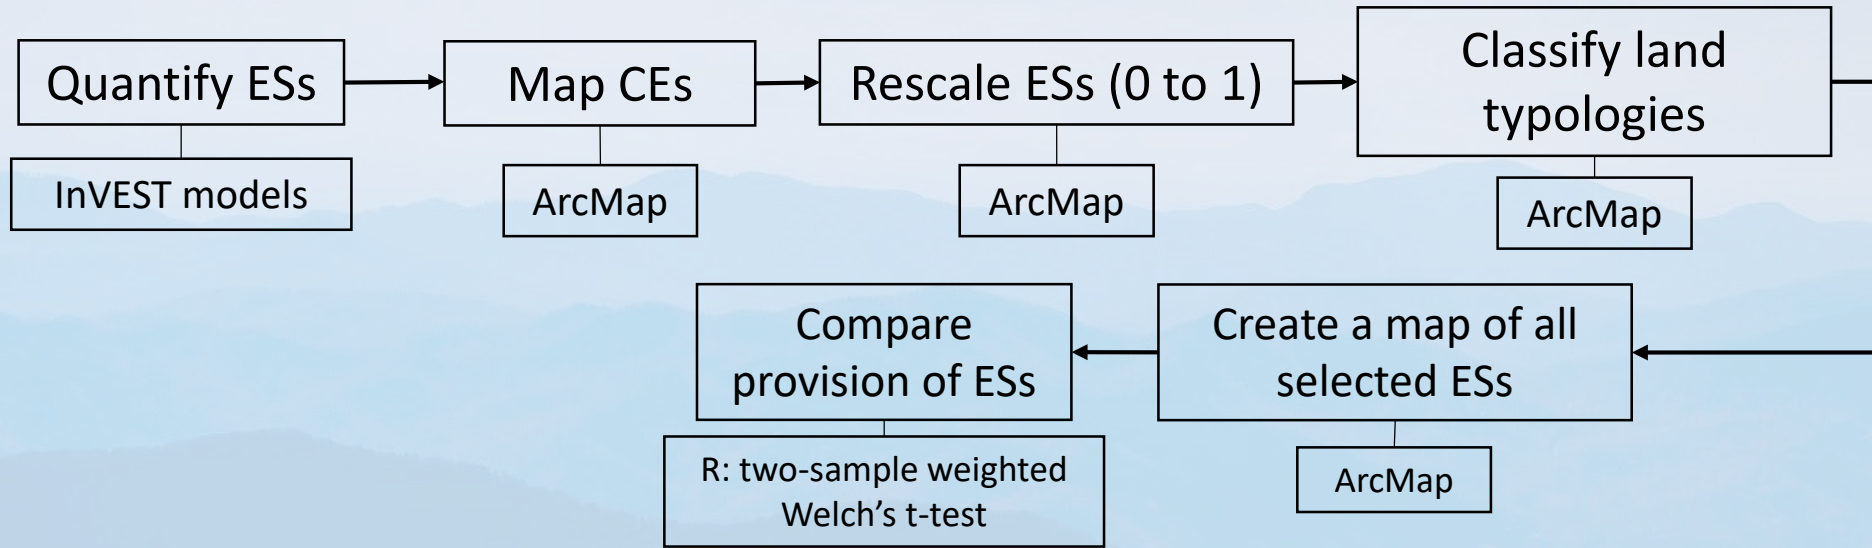 Quantify ESs
InVEST models
Map CEs
ArcMap
Rescale ESs (0 to 1)
ArcMap
Classify land
typologies
ArcMap
Create a map of all
selected ESs
ArcMap
Compare
provision of ESs
R: two-sample weighted
Welch’s t-test